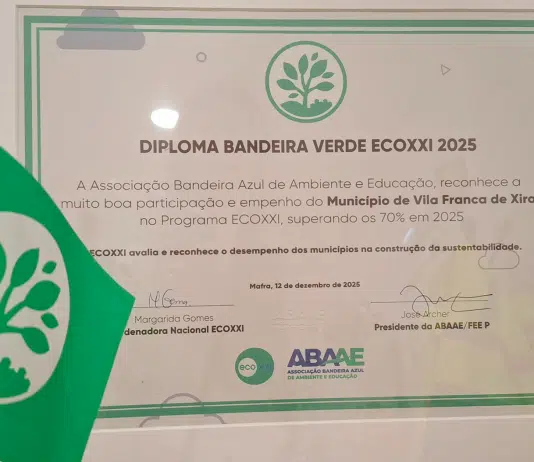 DIPLOMA BANDEIRA VERDE ECOXXI 2025
A Associação Bandeira Azul de Ambiente e Educação, reconhece a
muito boa participação e empenho do Município de Vila Franca de Xira
no Programa ECOXXI, superando os 70% em 2025
ECOXXI avalia e reconhece o desempenho dos municípios na construção da sustentabilidade.
Mafra, 12 de dezembro de 2025
Margarida Gomes
denadora Nacional ECOXXI
José Archer
Presidente da ABAAE/FEE P
eco
ABAAE
ASSOCIAÇÃO BANDEIRA AZUL
DE AMBIENTE E EDUCAÇÃO